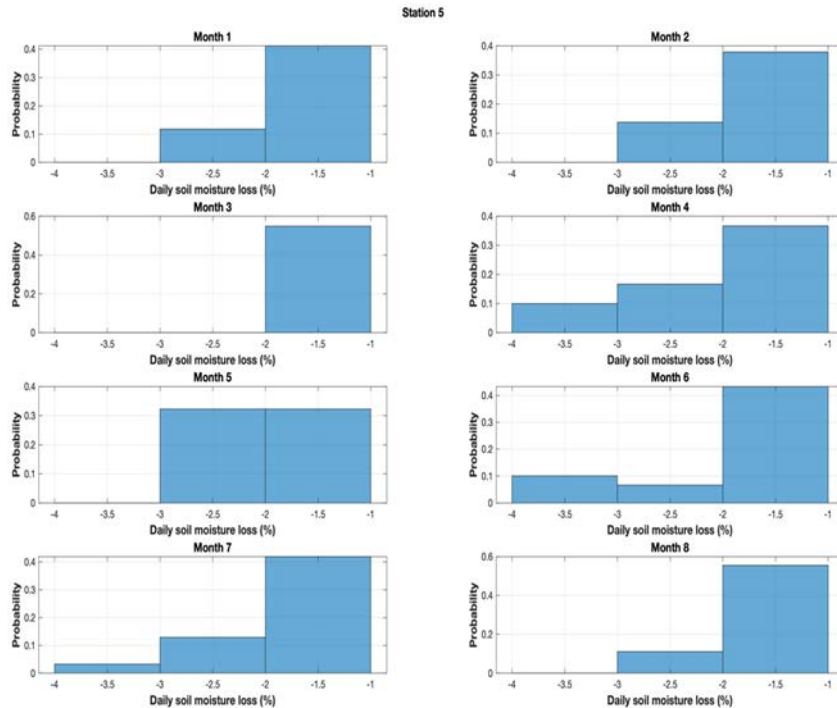 Station 5
Month 1
Probability
0.4
0.3
0.2
0.1
0
-4 -3.5 -3 -2.5 -2 -1.5 -1
Daily soil moisture loss (%)
Month 2
Probability
0.4
0.3
0.2
0.1
0
-4 -3.5 -3 -2.5 -2 -1.5 -1
Daily soil moisture loss (%)
Month 3
Probability
0.6
0.4
0.2
0
-4 -3.5 -3 -2.5 -2 -1.5 -1
Daily soil moisture loss (%)
Month 4
Probability
0.4
0.3
0.2
0.1
0
-4 -3.5 -3 -2.5 -2 -1.5 -1
Daily soil moisture loss (%)
Month 5
Probability
0.4
0.3
0.2
0.1
0
-4 -3.5 -3 -2.5 -2 -1.5 -1
Daily soil moisture loss (%)
Month 6
Probability
0.4
0.3
0.2
0.1
0
-4 -3.5 -3 -2.5 -2 -1.5 -1
Daily soil moisture loss (%)
Month 7
Probability
0.4
0.3
0.2
0.1
0
-4 -3.5 -3 -2.5 -2 -1.5 -1
Daily soil moisture loss (%)
Month 8
Probability
0.6
0.4
0.2
0
-4 -3.5 -3 -2.5 -2 -1.5 -1
Daily soil moisture loss (%)